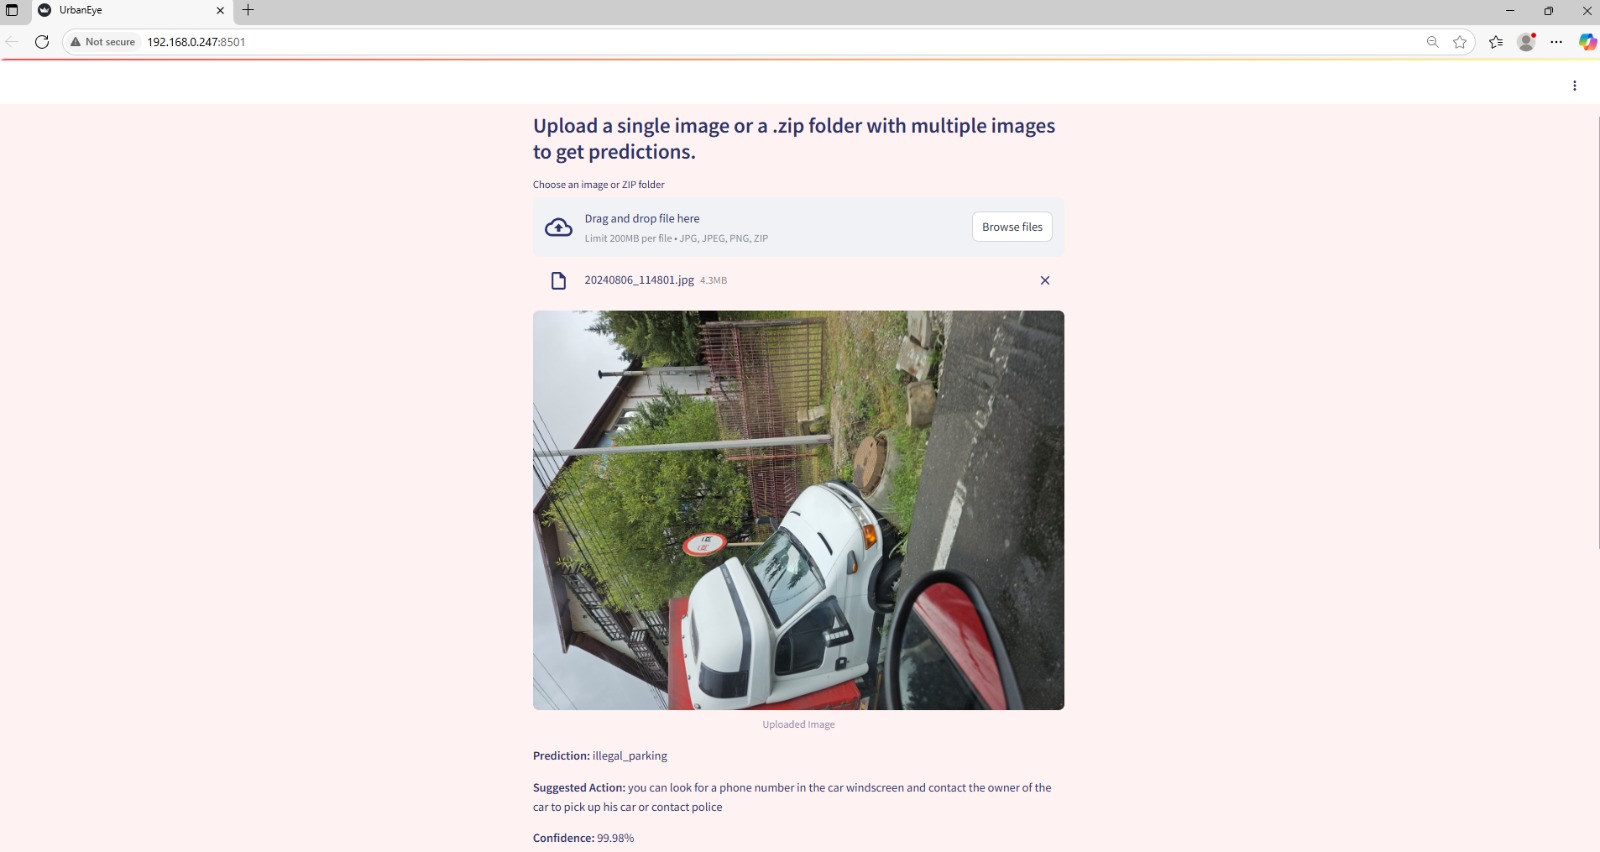 UrbanEye
Not secure
192.168.0.247:8501
Upload a single image or a .zip folder with multiple images
to get predictions.
Choose an image or ZIP folder
Drag and drop file here
Limit 200MB per file • JPG, JPEG, PNG, ZIP
Browse files
20240806_114801.jpg 4.3MB
Uploaded Image
Prediction: illegal_parking
Suggested Action: you can look for a phone number in the car windscreen and contact the owner of the
car to pick up his car or contact police
Confidence: 99.98%